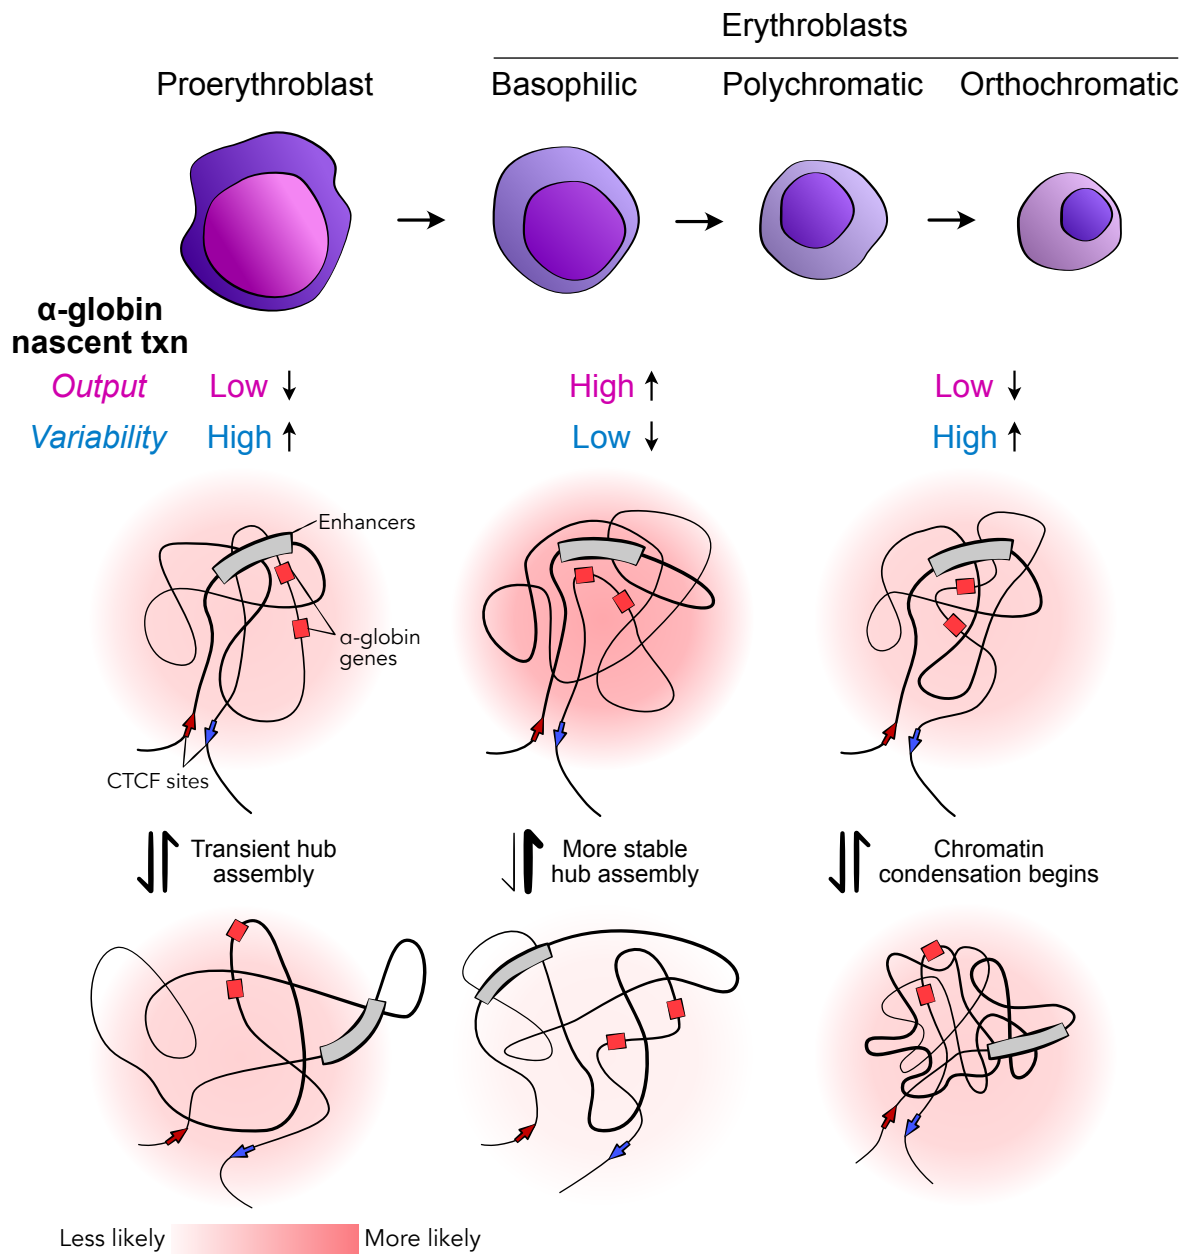 Erythroblasts
Proerythroblast
Basophilic
Polychromatic
Orthochromatic
α-globin
nascent txn
Output
Low
High
Low
Variability
High
Low
High
Enhancers
α-globin
genes
CTCF sites
Transient hub
assembly
More stable
hub assembly
Chromatin
condensation begins
Less likely
More likely